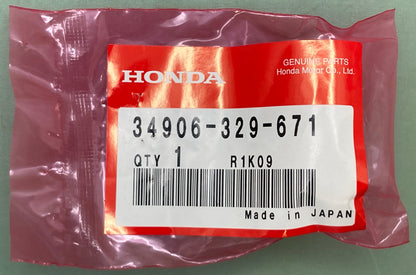 GENUINE PARTS
Honda Motor Co., Ltd.
HONDA
34906-329-671
QTY 1 R1K09
Made in JAPAN